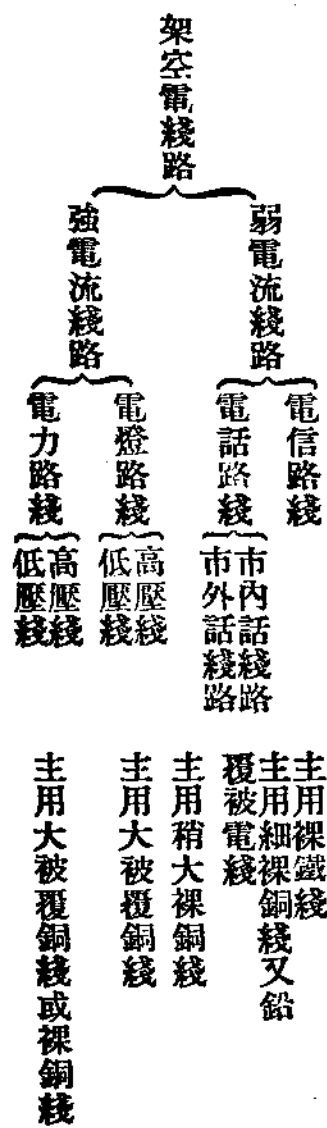 架空電綫路
弱電流綫路
電信路綫
主用裸鐵綫
電話路綫
市內話綫路
市外話綫路
主用細裸銅綫又鉛
覆被電綫
主用稍大裸銅綫
強電流綫路
電燈路綫
高壓綫
低壓綫
主用大被覆銅綫
電力路綫
高壓綫
低壓綫
主用大被覆銅綫或裸銅綫